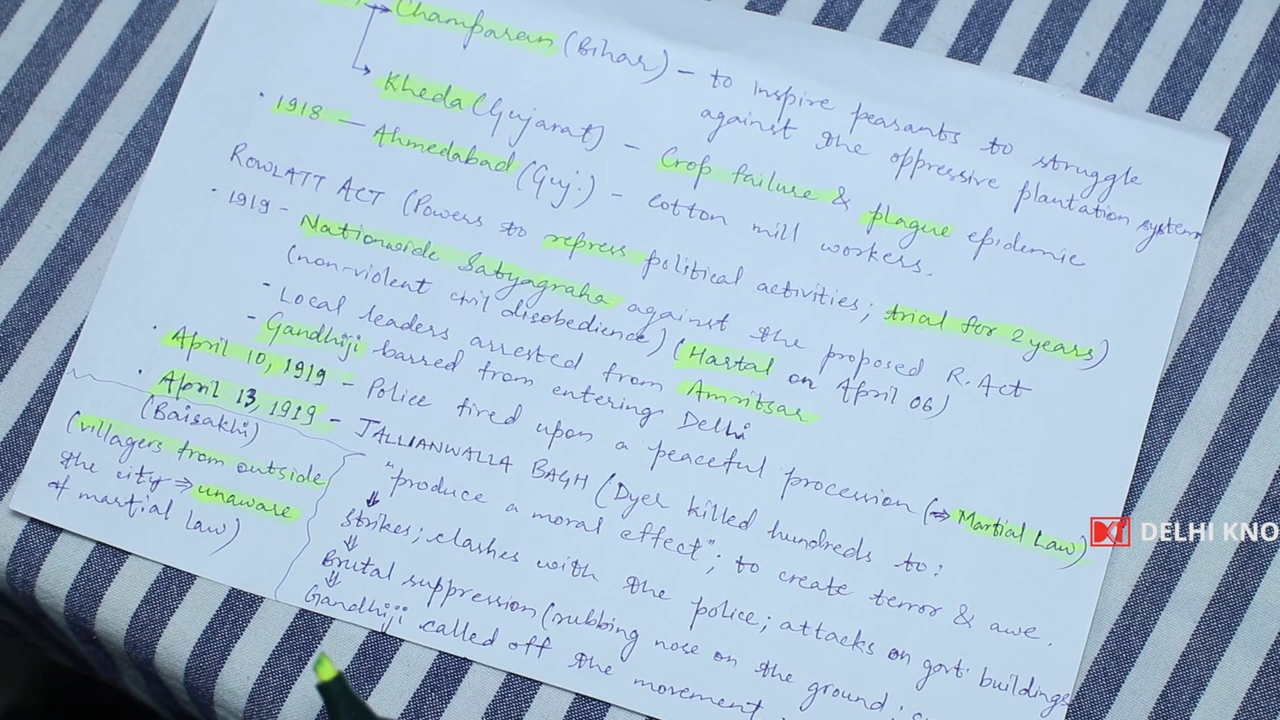 Champaran (Bihar) – to inspire peasants to struggle
against the oppressive plantation system
Kheda (Gujarat) – Crop failure & plague epidemic
• 1918 – Ahmedabad (Guj.) – cotton mill workers.
ROWLATT ACT (Powers to repress political activities; trial for 2 years)
• 1919 - Nationwide Satyagraha against the proposed R. Act
(non-violent civil disobedience) (Hartal on April 06)
- Local leaders arrested from Amritsar
- Gandhiji barred from entering Delhi
• April 10, 1919 - Police fired upon a peaceful procession (⇒ Martial Law)
• April 13, 1919 - JALLIANWALLA BAGH (Dyer killed hundreds to:
(Baisakhi)
"produce a moral effect"; to create terror & awe.
(villagers from outside
the city ⇒ unaware
of martial law)
⇓
Strikes; clashes with the police; attacks on govt. buildings
⇓
Brutal suppression (rubbing nose on the ground;
⇓
Gandhiji called off the movement
DELHI KNO